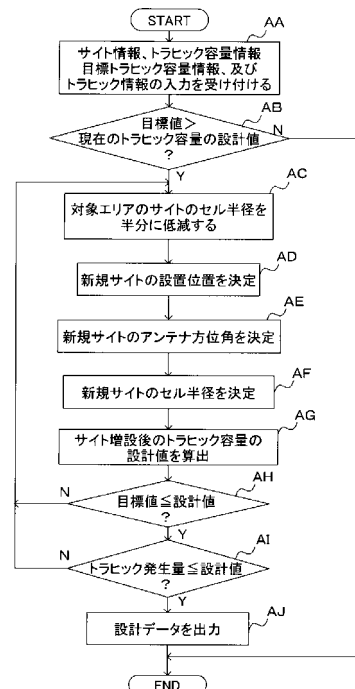 START
AA
サイト情報、トラヒック容量情報
目標トラヒック容量情報、及び
トラヒック情報の入力を受け付ける
AB
目標値>
現在のトラヒック容量の設計値
?
N
Y
AC
対象エリアのサイトのセル半径を
半分に低減する
AD
新規サイトの設置位置を決定
AE
新規サイトのアンテナ方位角を決定
AF
新規サイトのセル半径を決定
AG
サイト増設後のトラヒック容量の
設計値を算出
AH
N
目標値≦設計値
?
Y
AI
N
トラヒック発生量≦設計値
?
Y
AJ
設計データを出力
END